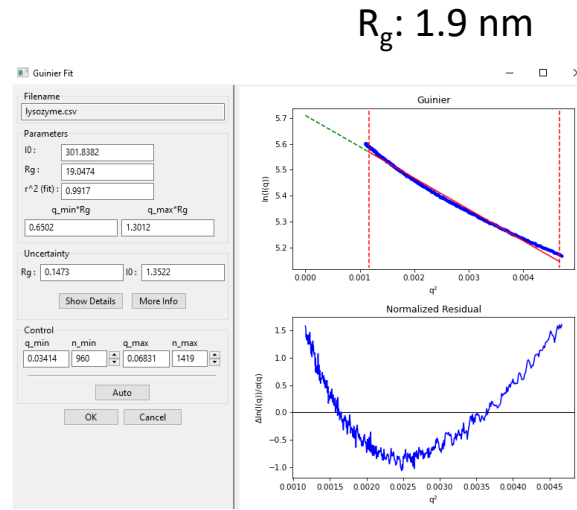 Rg: 1.9 nm
Guinier Fit
Filename
lysozyme.csv
Parameters
I0 : 301.8382
Rg : 19.0474
r^2 (fit) : 0.9917
q_min*Rg q_max*Rg
0.6502 1.3012
Uncertainty
Rg : 0.1473 I0 : 1.3522
Show Details More Info
Control
q_min n_min q_max n_max
0.03414 960 0.06831 1419
Auto
OK Cancel
Guinier
ln(I(q))
5.7
5.6
5.5
5.4
5.3
5.2
0.000 0.001 0.002 0.003 0.004
q²
Normalized Residual
Δln(I(q))/σ(q)
1.5
1.0
0.5
0.0
−0.5
−1.0
0.0010 0.0015 0.0020 0.0025 0.0030 0.0035 0.0040 0.0045
q²